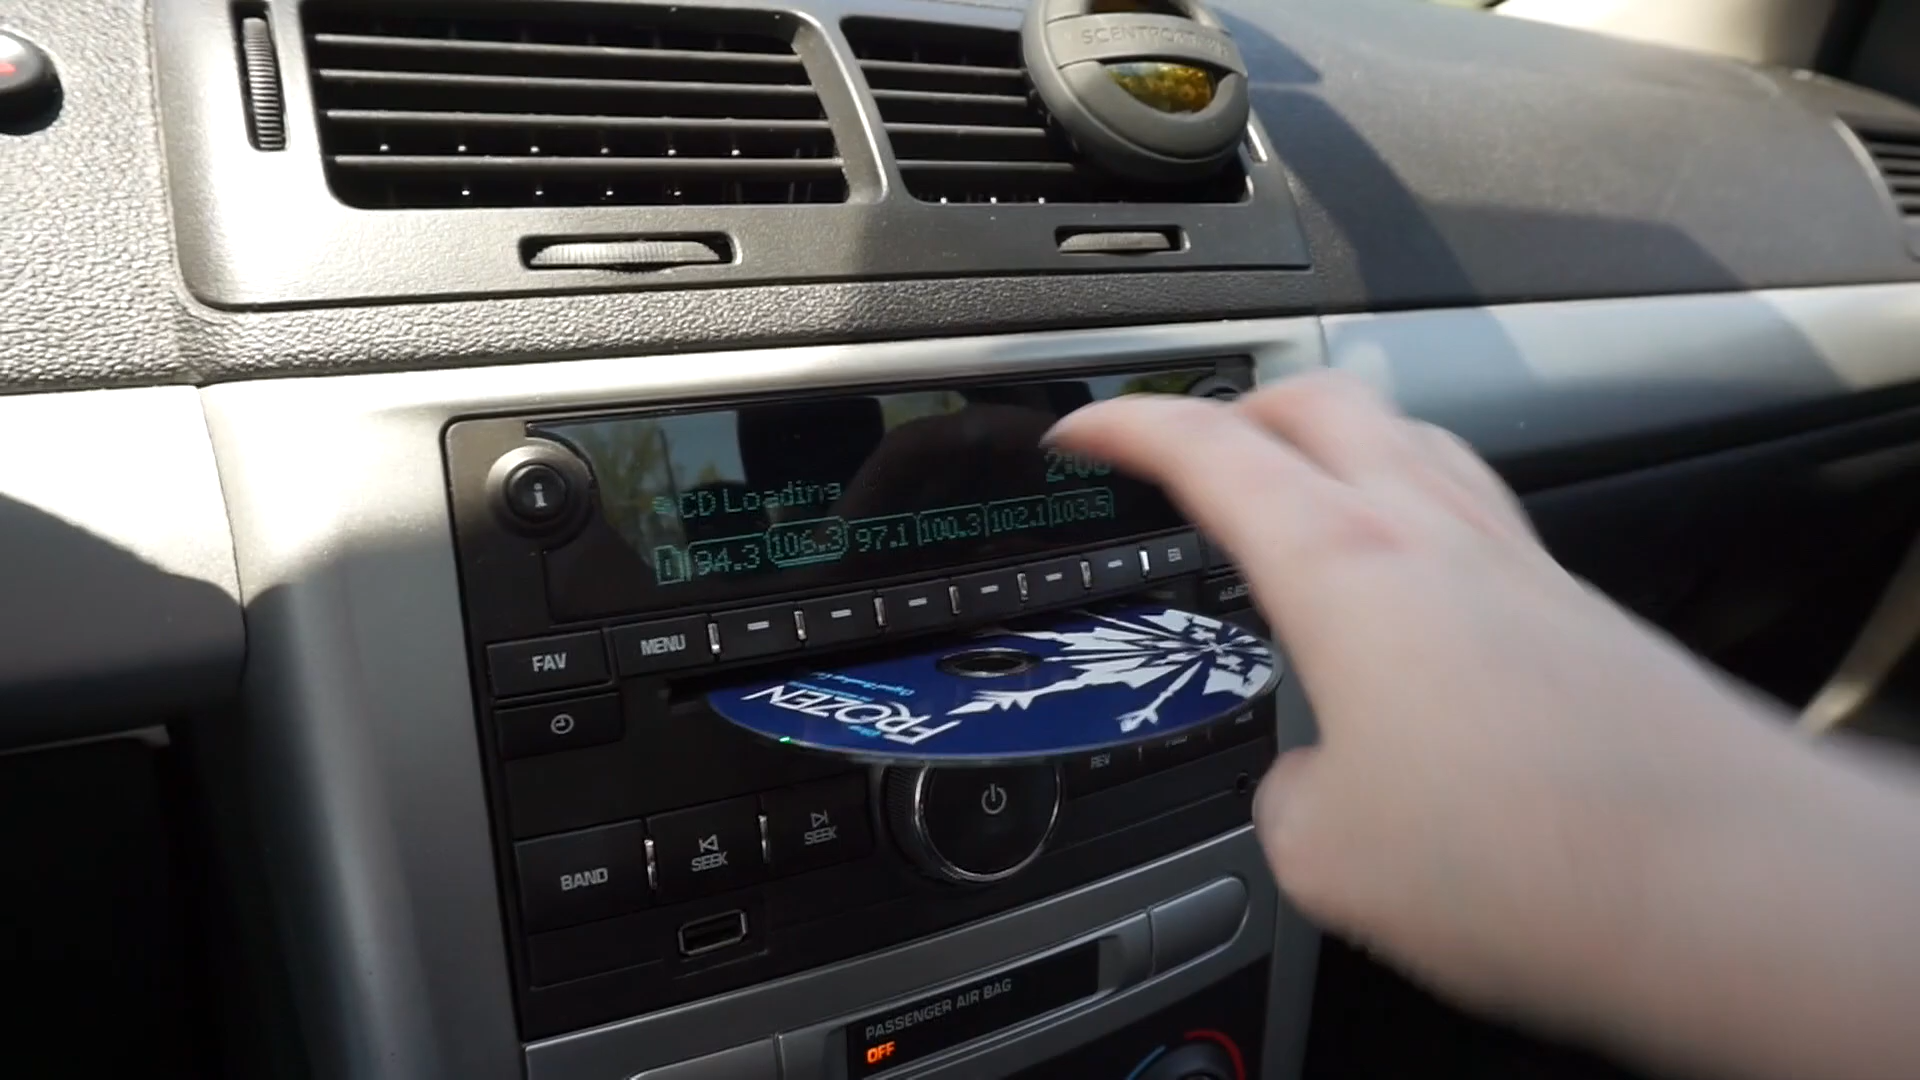 SCENTPORTABLE
CD Loading
94.3 106.3 97.1 100.3 102.1 103.5
FAV
MENU
FROZEN
REV
BAND
SEEK
SEEK
PASSENGER AIR BAG
OFF